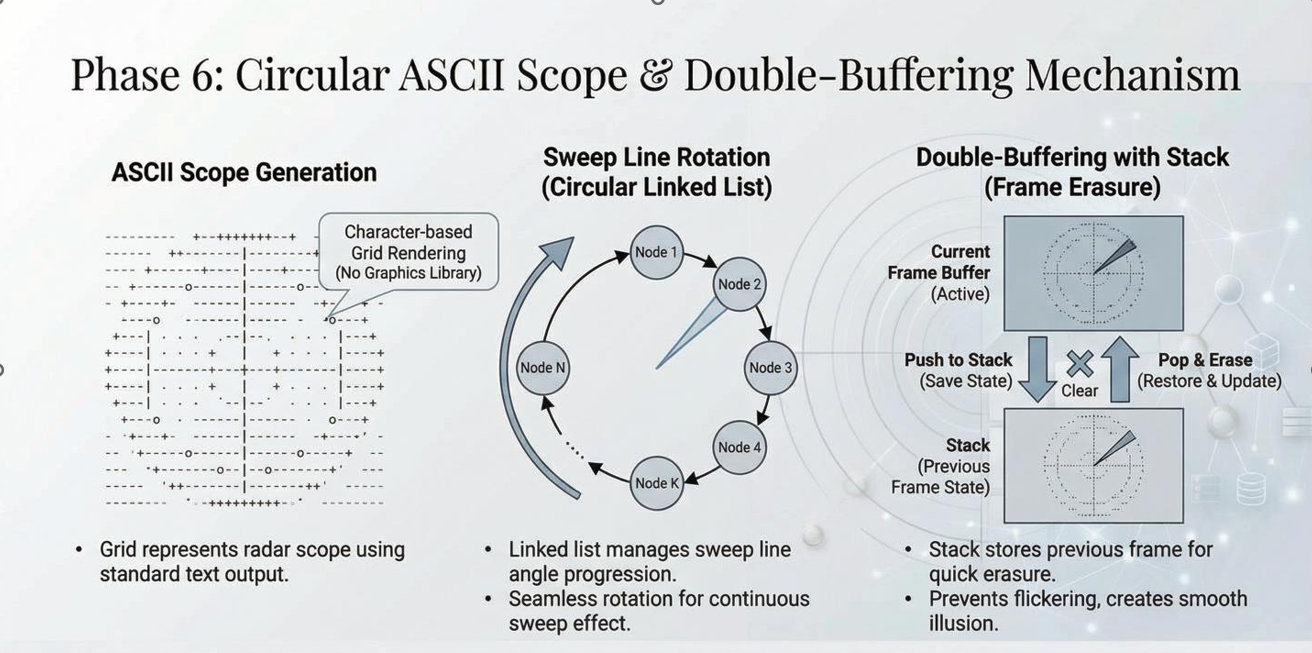 Phase 6: Circular ASCII Scope & Double-Buffering Mechanism
ASCII Scope Generation
Character-based
Grid Rendering
(No Graphics Library)
• Grid represents radar scope using
standard text output.
Sweep Line Rotation
(Circular Linked List)
Node 1
Node 2
Node 3
Node 4
Node K
Node N
• Linked list manages sweep line
angle progression.
• Seamless rotation for continuous
sweep effect.
Double-Buffering with Stack
(Frame Erasure)
Current
Frame Buffer
(Active)
Push to Stack
(Save State)
Clear
Pop & Erase
(Restore & Update)
Stack
(Previous
Frame State)
• Stack stores previous frame for
quick erasure.
• Prevents flickering, creates smooth
illusion.